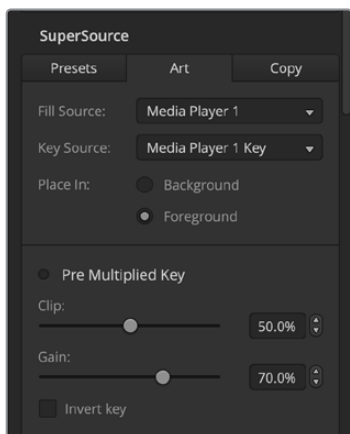 SuperSource
Presets Art Copy
Fill Source: Media Player 1
Key Source: Media Player 1 Key
Place In: Background
Foreground
Pre Multiplied Key
Clip:
50.0%
Gain:
70.0%
Invert key